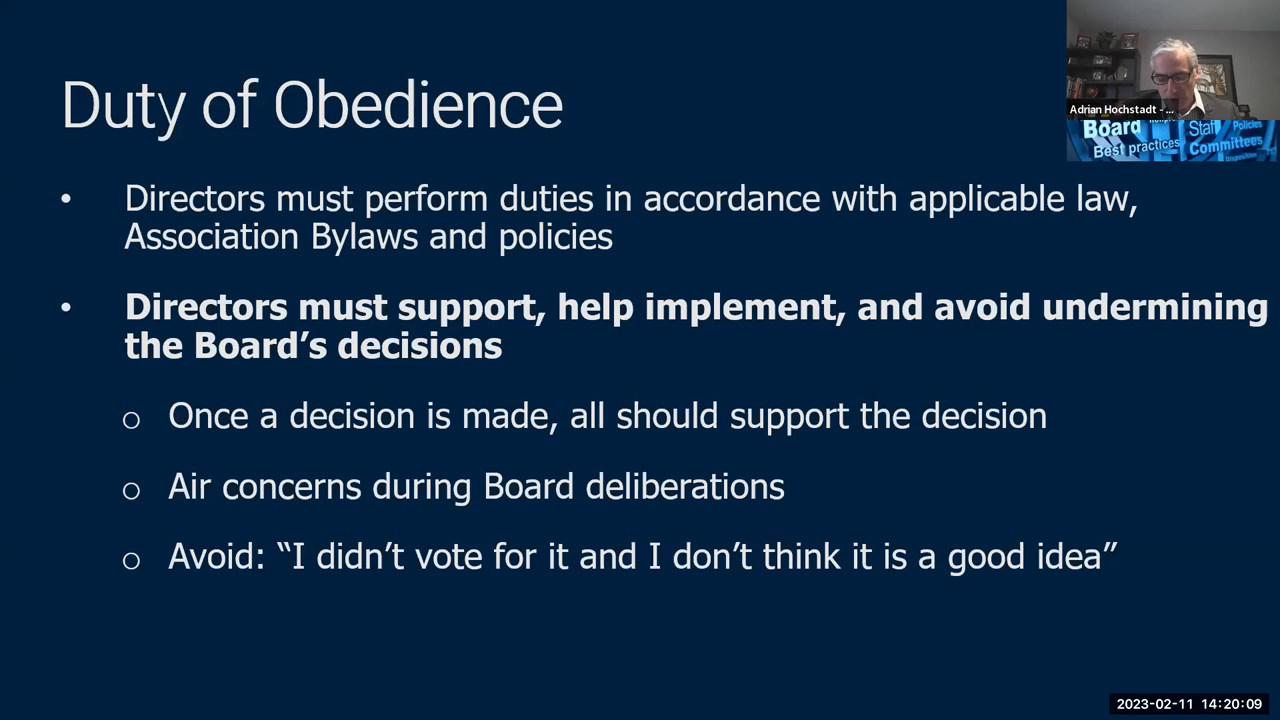 Duty of Obedience
Adrian Hochstadt - ...
Board
Staff
Policies
Best practices
Committees
• Directors must perform duties in accordance with applicable law,
Association Bylaws and policies
• Directors must support, help implement, and avoid undermining
the Board’s decisions
o Once a decision is made, all should support the decision
o Air concerns during Board deliberations
o Avoid: “I didn’t vote for it and I don’t think it is a good idea”
2023-02-11 14:20:09